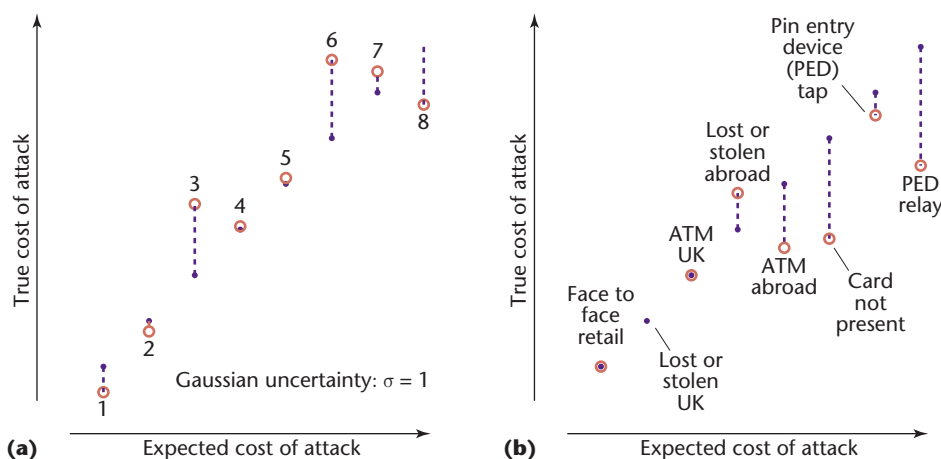 True cost of attack
1
2
3
4
5
6
7
8
Gaussian uncertainty: σ = 1
(a)
Expected cost of attack
True cost of attack
Face to
face
retail
Lost or
stolen
UK
ATM
UK
Lost or
stolen
abroad
ATM
abroad
Card
not
present
Pin entry
device
(PED)
tap
PED
relay
(b)
Expected cost of attack